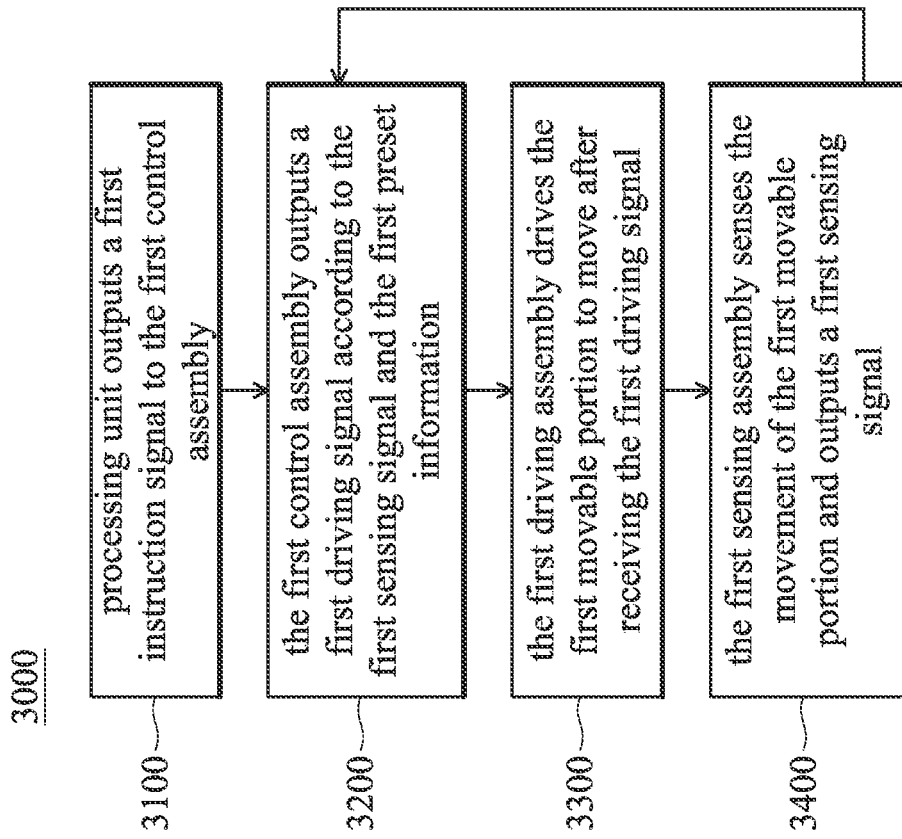 3000
3100
processing unit outputs a first
instruction signal to the first control
assembly
3200
the first control assembly outputs a
first driving signal according to the
first sensing signal and the first preset
information
3300
the first driving assembly drives the
first movable portion to move after
receiving the first driving signal
3400
the first sensing assembly senses the
movement of the first movable
portion and outputs a first sensing
signal